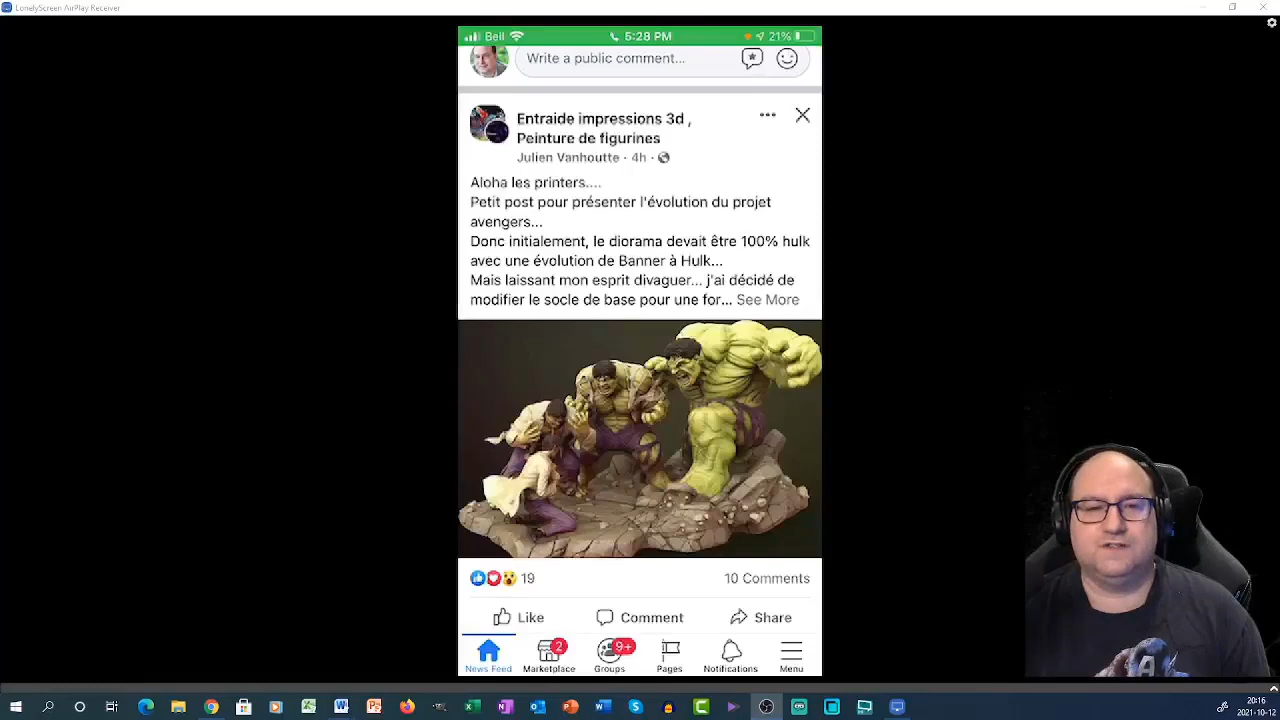 LonelyScreen AirPlay Receiver
Bell 5:28 PM 21%
Write a public comment...
Entraide impressions 3d ,
Peinture de figurines
Julien Vanhoutte · 4h ·
Aloha les printers....
Petit post pour présenter l'évolution du projet
avengers...
Donc initialement, le diorama devait être 100% hulk
avec une évolution de Banner à Hulk...
Mais laissant mon esprit divaguer... j'ai décidé de
modifier le socle de base pour une for... See More
19 10 Comments
Like Comment Share
2 9+
News Feed Marketplace Groups Pages Notifications Menu
A
20:16
2021-10-12